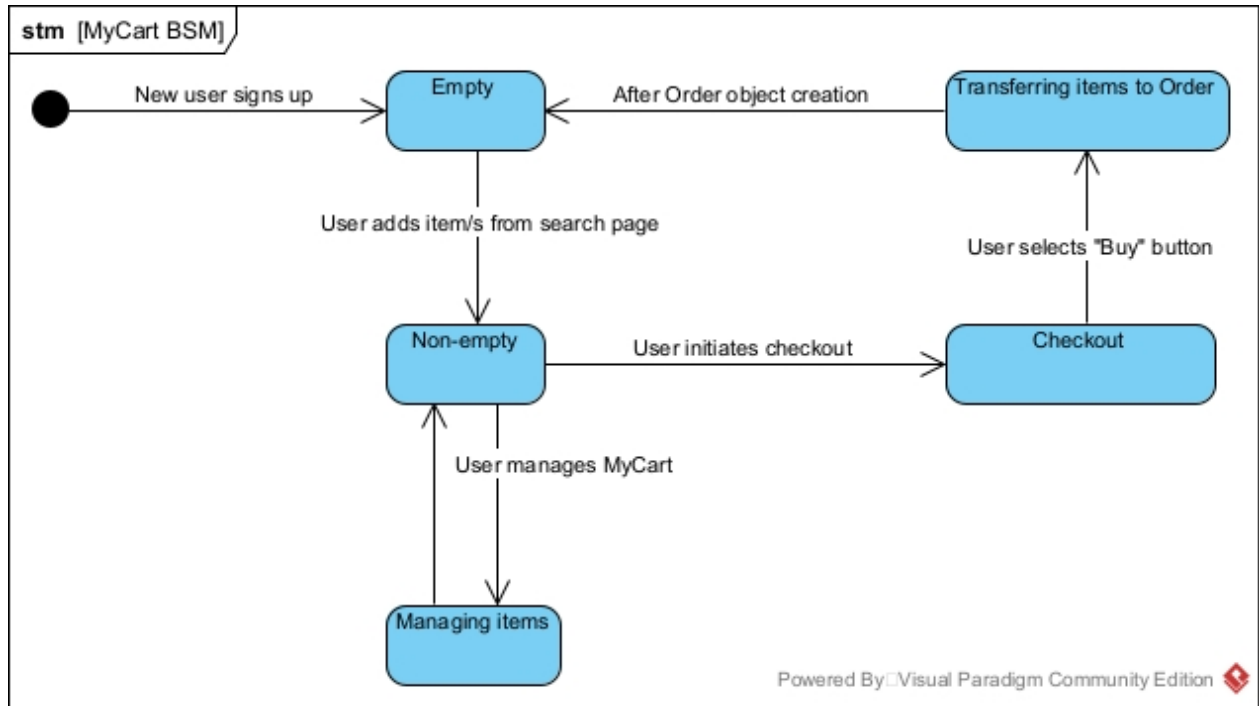 stm [MyCart BSM]
New user signs up
Empty
After Order object creation
Transferring items to Order
User adds item/s from search page
User selects "Buy" button
Non-empty
User initiates checkout
Checkout
User manages MyCart
Managing items
Powered By Visual Paradigm Community Edition